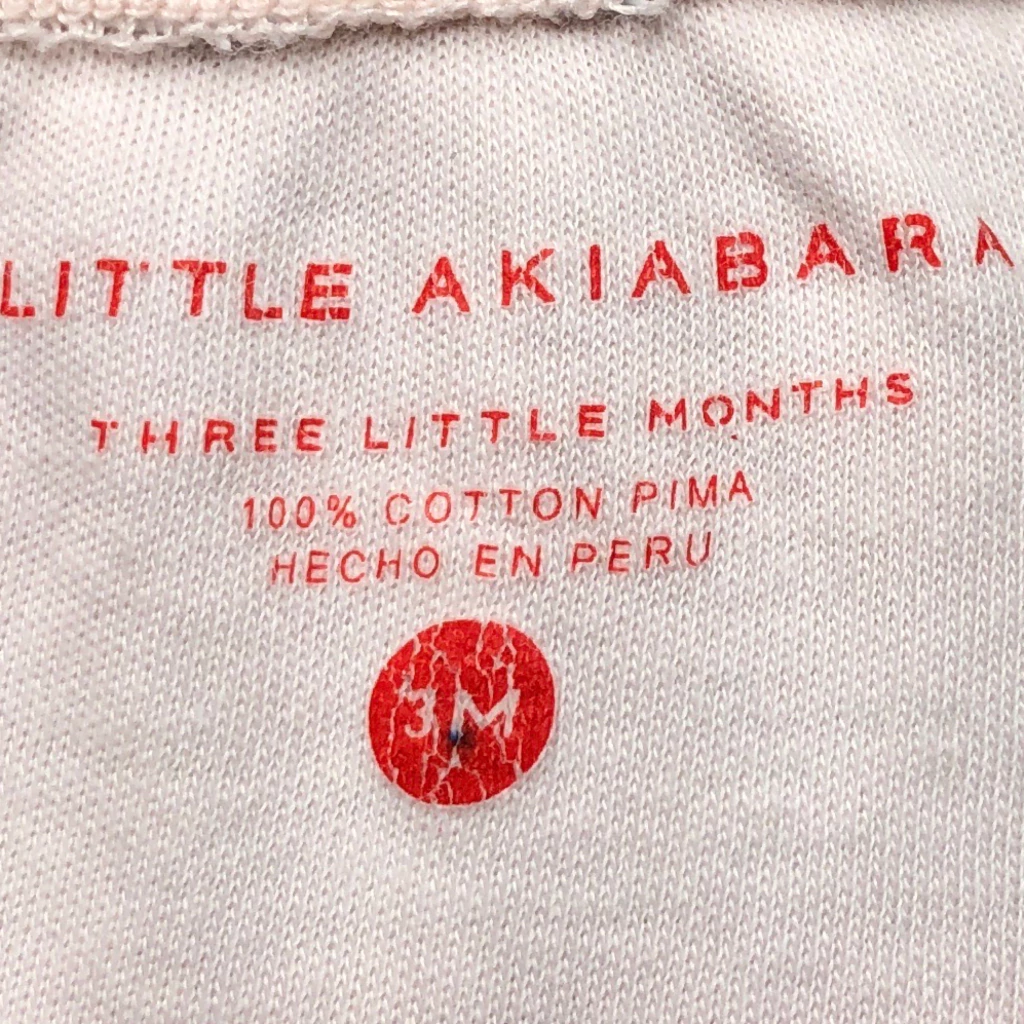 LITTLE AKIABARA
THREE LITTLE MONTHS
100% COTTON PIMA
HECHO EN PERU
3M